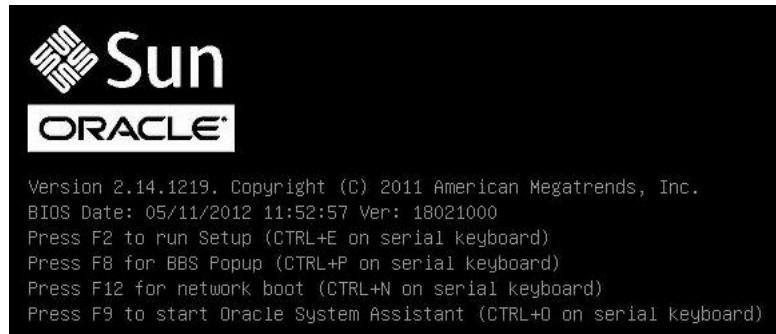 Sun
ORACLE
Version 2.14.1219. Copyright (C) 2011 American Megatrends, Inc.
BIOS Date: 05/11/2012 11:52:57 Ver: 18021000
Press F2 to run Setup (CTRL+E on serial keyboard)
Press F8 for BBS Popup (CTRL+P on serial keyboard)
Press F12 for network boot (CTRL+N on serial keyboard)
Press F9 to start Oracle System Assistant (CTRL+O on serial keyboard)